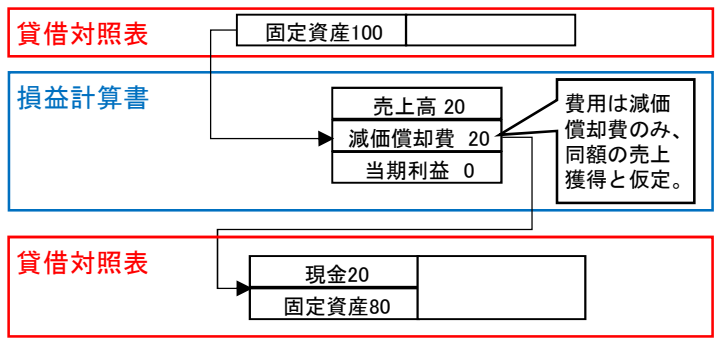 貸借対照表
固定資産100
損益計算書
売上高 20
減価償却費 20
当期利益 0
費用は減価
償却費のみ、
同額の売上
獲得と仮定。
貸借対照表
現金20
固定資産80